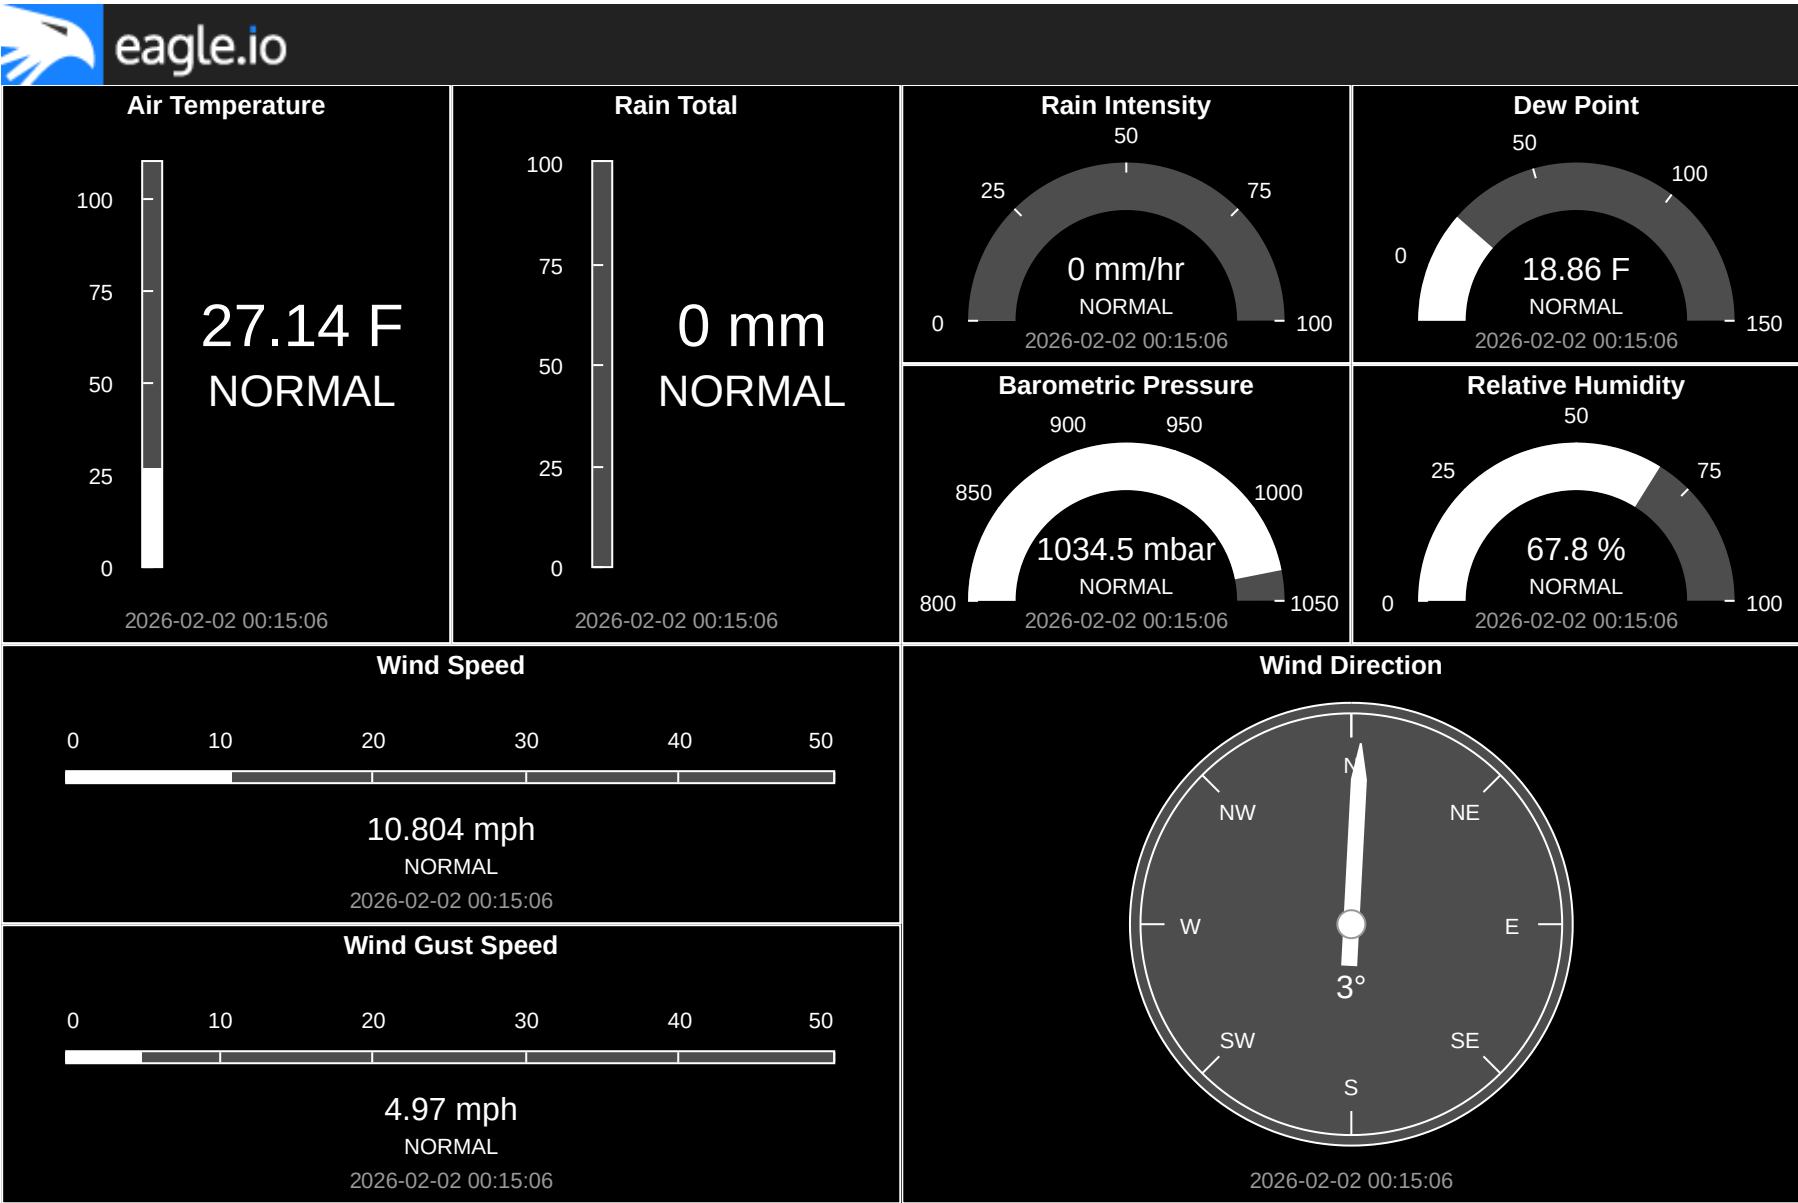 eagle.io
Air Temperature
100
75
50
25
0
27.14 F
NORMAL
2026-02-02 00:15:06
Rain Total
100
75
50
25
0
0 mm
NORMAL
2026-02-02 00:15:06
Rain Intensity
0
25
50
75
100
0 mm/hr
NORMAL
2026-02-02 00:15:06
Dew Point
0
50
100
150
18.86 F
NORMAL
2026-02-02 00:15:06
Barometric Pressure
800
850
900
950
1000
1050
1034.5 mbar
NORMAL
2026-02-02 00:15:06
Relative Humidity
0
25
50
75
100
67.8 %
NORMAL
2026-02-02 00:15:06
Wind Speed
0 10 20 30 40 50
10.804 mph
NORMAL
2026-02-02 00:15:06
Wind Gust Speed
0 10 20 30 40 50
4.97 mph
NORMAL
2026-02-02 00:15:06
Wind Direction
N
NW NE
W E
3°
SW SE
S
2026-02-02 00:15:06